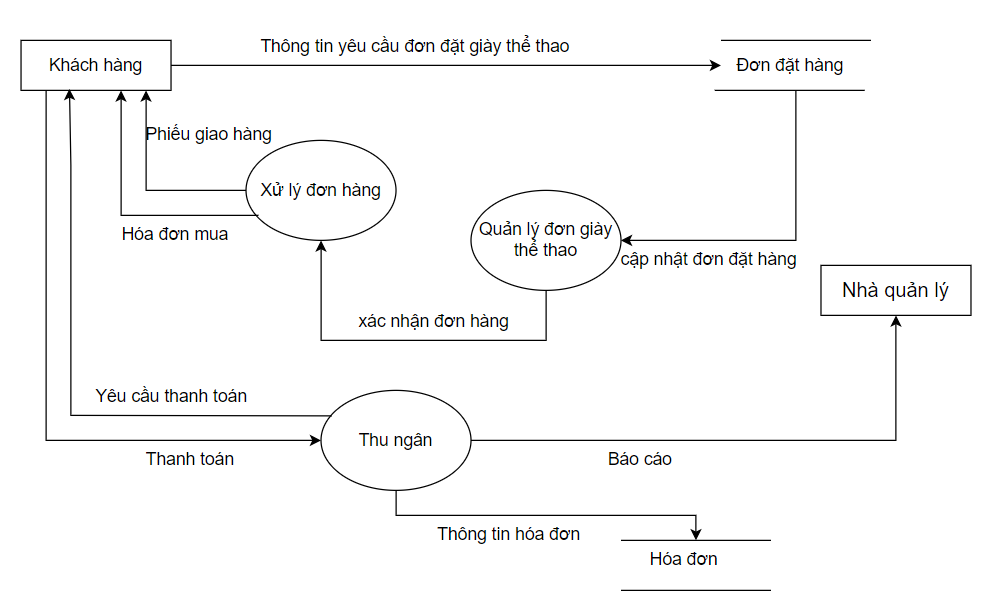 Thông tin yêu cầu đơn đặt giày thể thao
Khách hàng
Đơn đặt hàng
Phiếu giao hàng
Xử lý đơn hàng
Hóa đơn mua
Quản lý đơn giày
thể thao
cập nhật đơn đặt hàng
Nhà quản lý
xác nhận đơn hàng
Yêu cầu thanh toán
Thu ngân
Thanh toán
Báo cáo
Thông tin hóa đơn
Hóa đơn